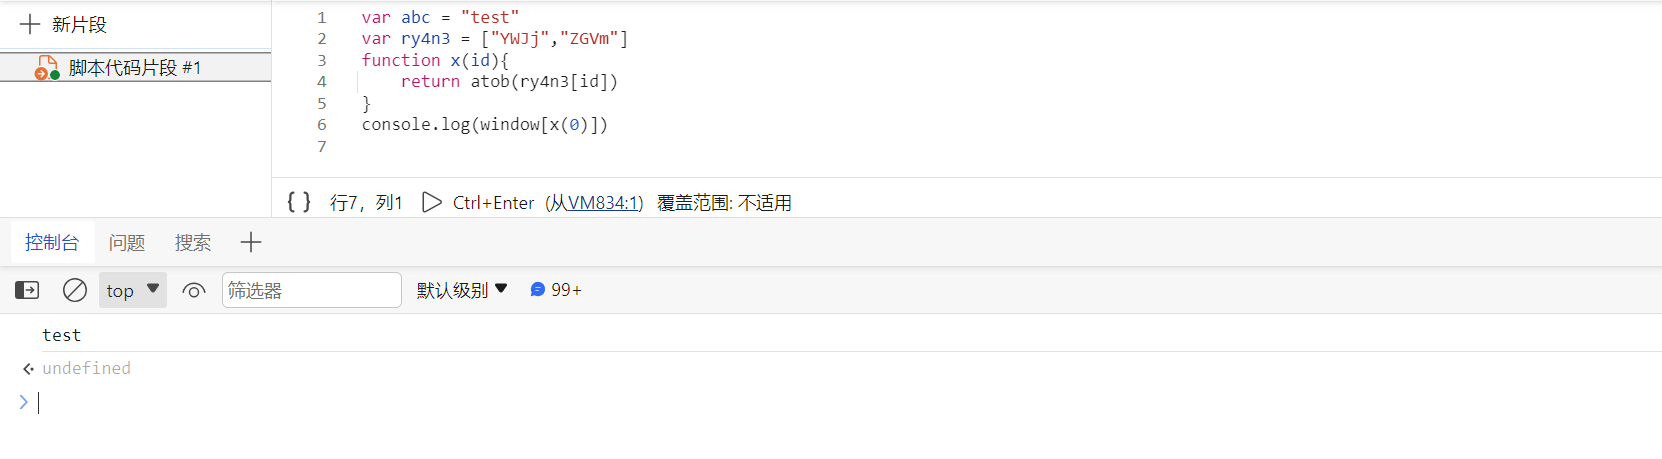 新片段
脚本代码片段 #1
1 var abc = "test"
2 var ry4n3 = ["YWJj","ZGVm"]
3 function x(id){
4     return atob(ry4n3[id])
5 }
6 console.log(window[x(0)])
7
{ } 行7，列1 Ctrl+Enter (从VM834:1) 覆盖范围: 不适用
控制台 问题 搜索
top 筛选器 默认级别 99+
test
undefined